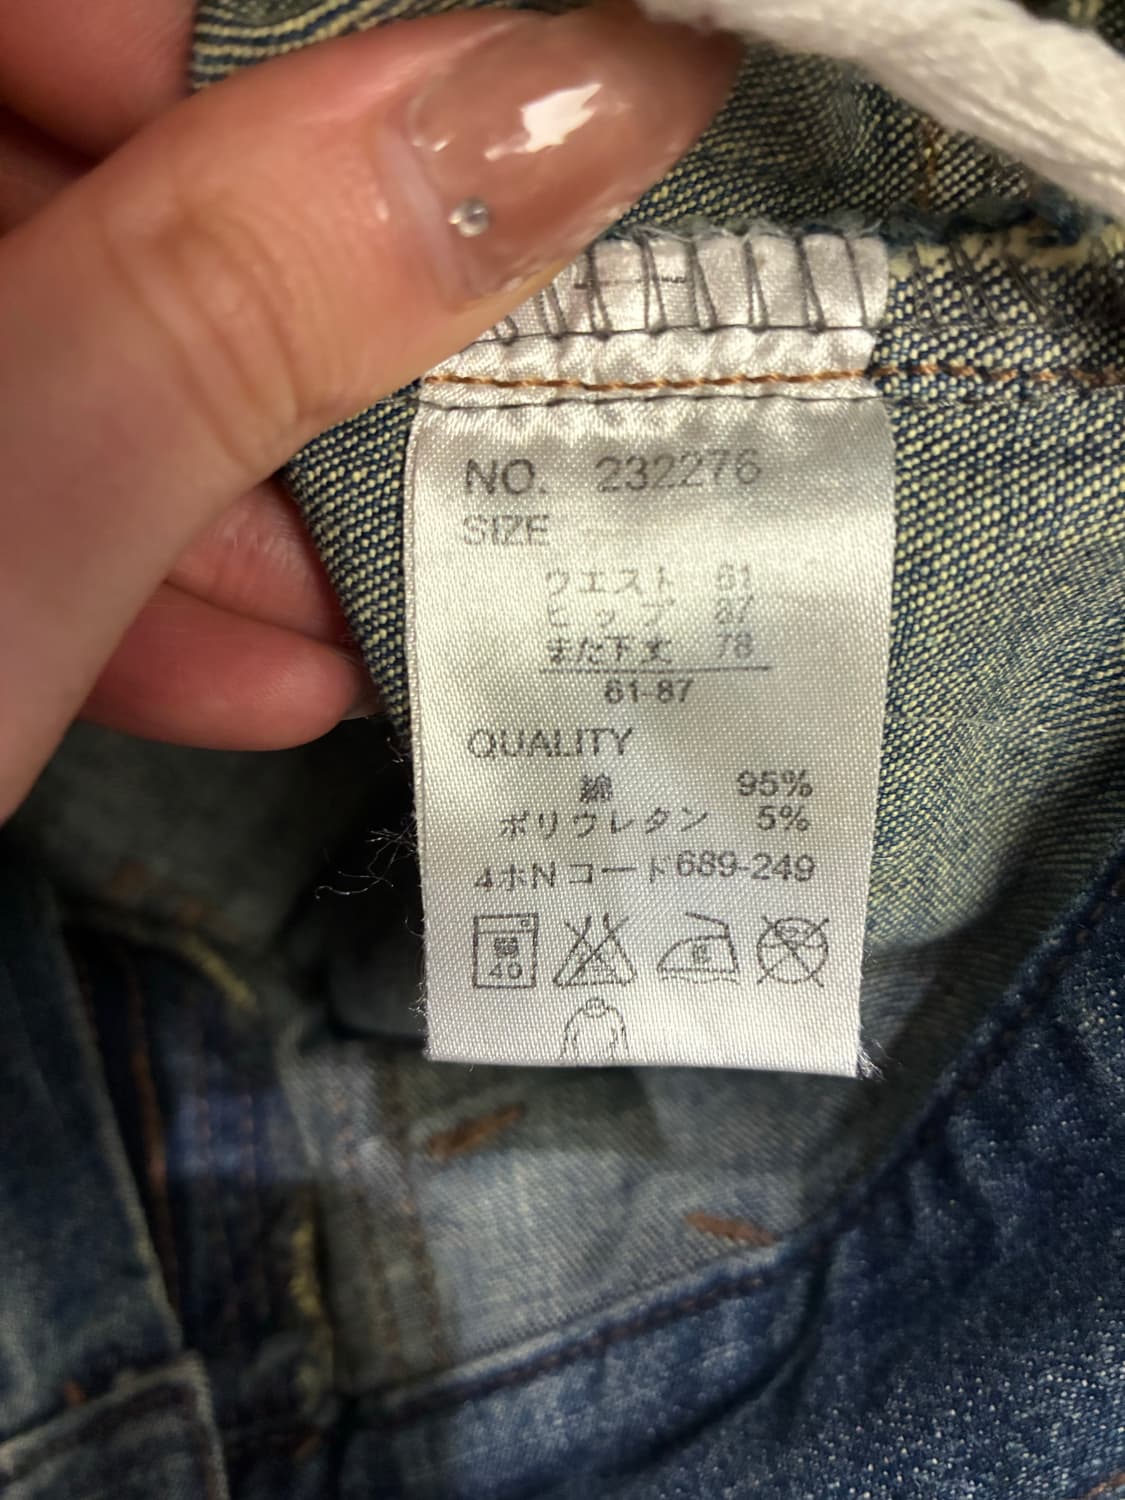 NO. 232276
SIZE
ウエスト 61
ヒップ 87
また下丈 78
61-87
QUALITY
綿 95%
ポリウレタン 5%
4ホNコード689-249
40